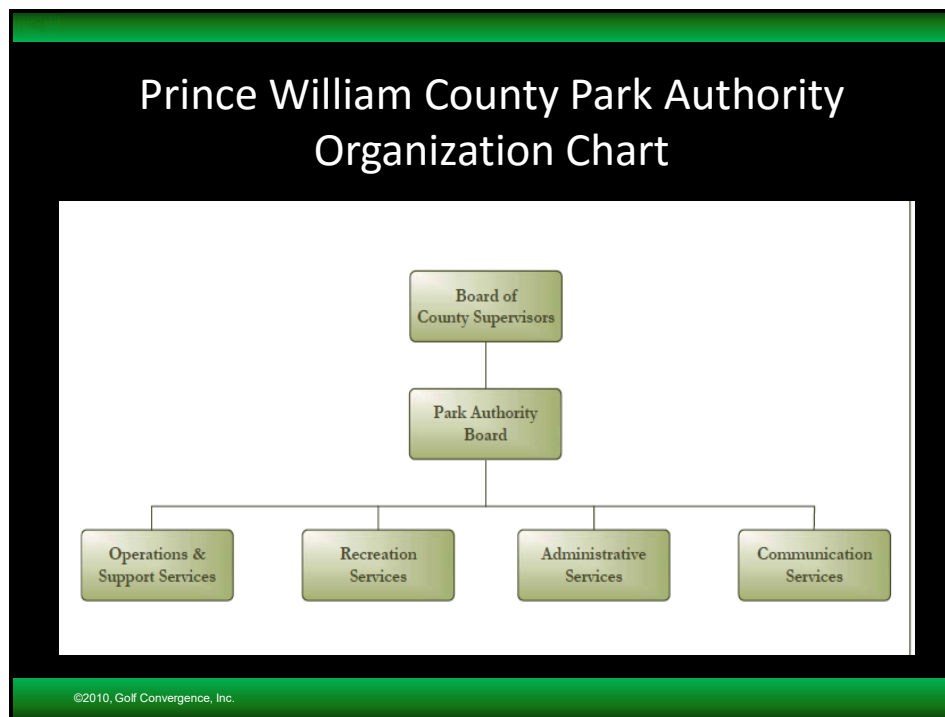 Prince William County Park Authority
Organization Chart
Board of
County Supervisors
Park Authority
Board
Operations &
Support Services
Recreation
Services
Administrative
Services
Communication
Services
©2010, Golf Convergence, Inc.